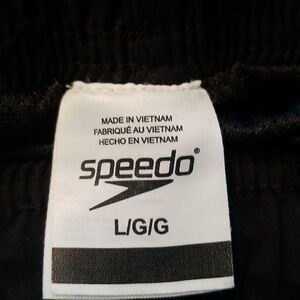 MADE IN VIETNAM
FABRIQUÉ AU VIETNAM
HECHO EN VIETNAM
speedo®
L/G/G